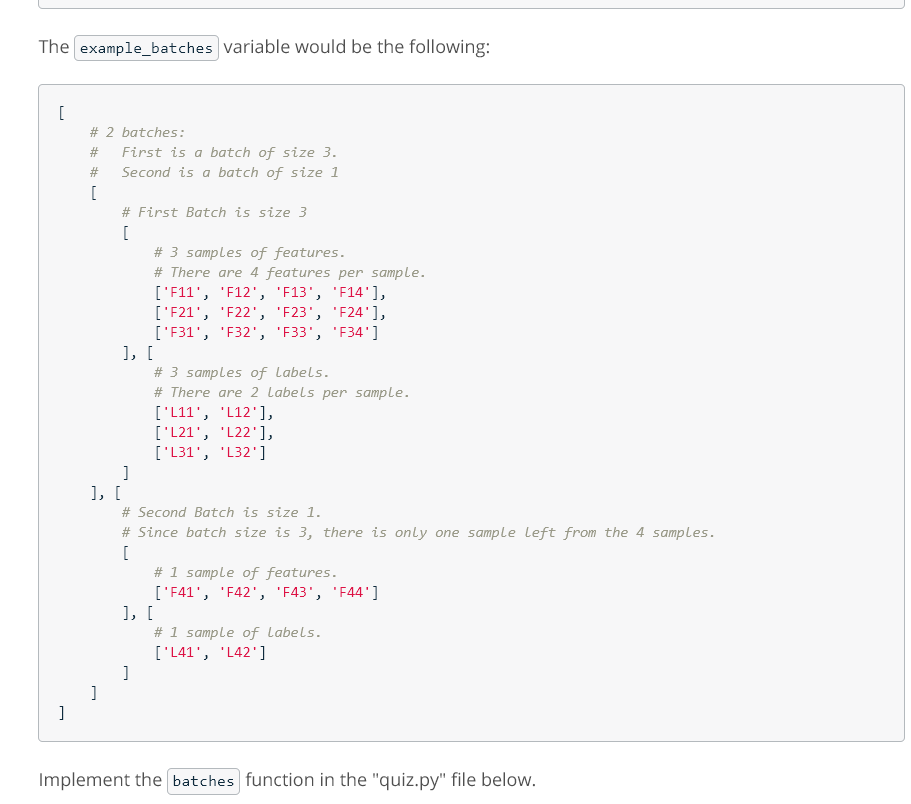 The example_batches variable would be the following:
[
    # 2 batches:
    #   First is a batch of size 3.
    #   Second is a batch of size 1
    [
        # First Batch is size 3
        [
            # 3 samples of features.
            # There are 4 features per sample.
            ['F11', 'F12', 'F13', 'F14'],
            ['F21', 'F22', 'F23', 'F24'],
            ['F31', 'F32', 'F33', 'F34']
        ], [
            # 3 samples of labels.
            # There are 2 labels per sample.
            ['L11', 'L12'],
            ['L21', 'L22'],
            ['L31', 'L32']
        ]
    ], [
        # Second Batch is size 1.
        # Since batch size is 3, there is only one sample left from the 4 samples.
        [
            # 1 sample of features.
            ['F41', 'F42', 'F43', 'F44']
        ], [
            # 1 sample of labels.
            ['L41', 'L42']
        ]
    ]
]
Implement the batches function in the "quiz.py" file below.